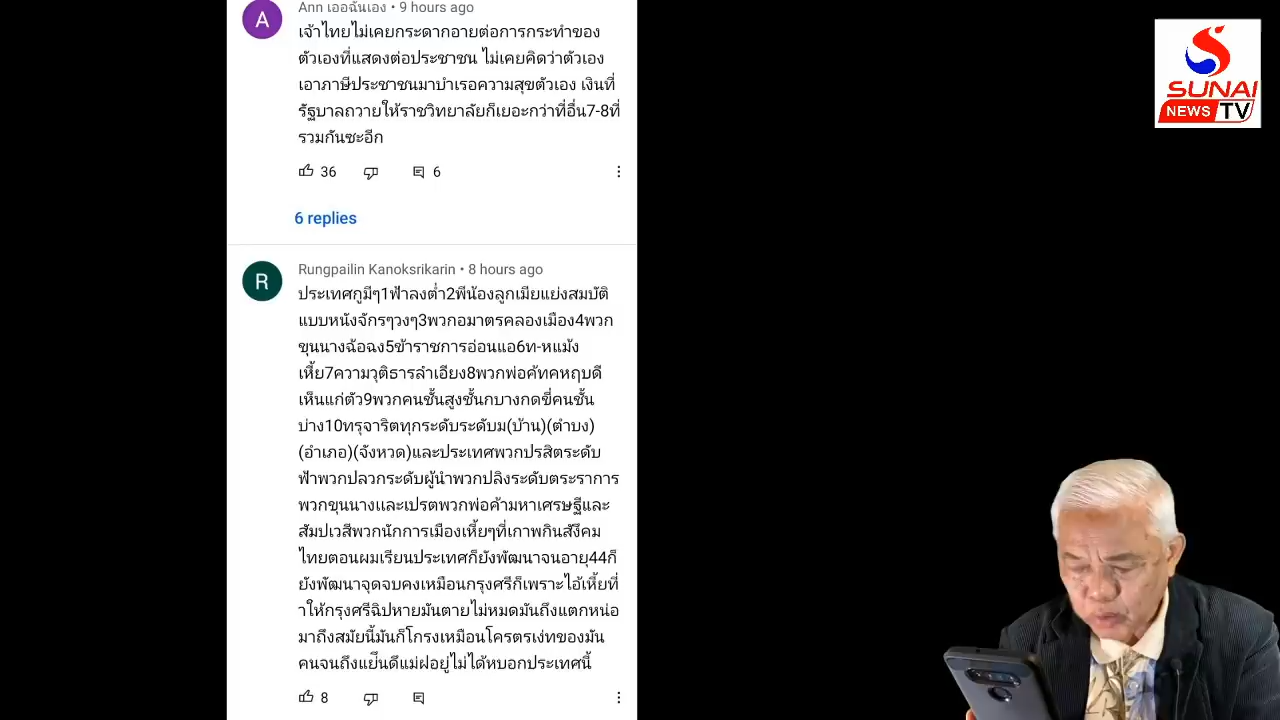 Ann เออฉันเอง • 9 hours ago
เจ้าไทยไม่เคยกระดากอายต่อการกระทำของ
ตัวเองที่แสดงต่อประชาชน ไม่เคยคิดว่าตัวเอง
เอาภาษีประชาชนมาบำเรอความสุขตัวเอง เงินที่
รัฐบาลถวายให้ราชวิทยาลัยก็เยอะกว่าที่อื่น7-8ที่
รวมกันซะอีก
36
6
6 replies
Rungpailin Kanoksrikarin • 8 hours ago
ประเทศกูมีๆ1ฟ้าลงต่ำ2พีน้องลูกเมียแย่งสมบัติ
แบบหนังจักรๆวงๆ3พวกอมาตรคลองเมือง4พวก
ขุนนางฉ้อฉง5ข้าราชการอ่อนแอ6ท-หแม้ง
เหี้ย7ความวุติธารลำเอียง8พวกพ่อค้ทคหฤบดี
เห็นแก่ตัว9พวกคนชั้นสูงชั้นกบางกดขี่คนชั้น
บ่าง10ทรุจาริตทุกระดับระดับม(บ้าน)(ตำบง)
(อำเภอ)(จังหวด)และประเทศพวกปรสิตระดับ
ฟ้าพวกปลวกระดับผู้นำพวกปลิงระดับตระราการ
พวกขุนนางและเปรตพวกพ่อค้ามหาเศรษฐีและ
สัมปเวสีพวกนักการเมืองเหี้ยๆที่เกาพกินสังึคม
ไทยตอนผมเรียนประเทศก็ยังพัฒนาจนอายุ44ก็
ยังพัฒนาจุดจบคงเหมือนกรุงศรีก็เพราะไอ้เหี้ยที่
าให้กรุงศรีฉิปหายมันตายไม่หมดมันถึงแตกหน่อ
มาถึงสมัยนี้มันก็โกรงเหมือนโครตรเง่ทของมัน
คนจนถึงแย่ึนดีแม่ฝอยู่ไม่ได้หบอกประเทศนี้
8
SUNAI
NEWS TV
A
R